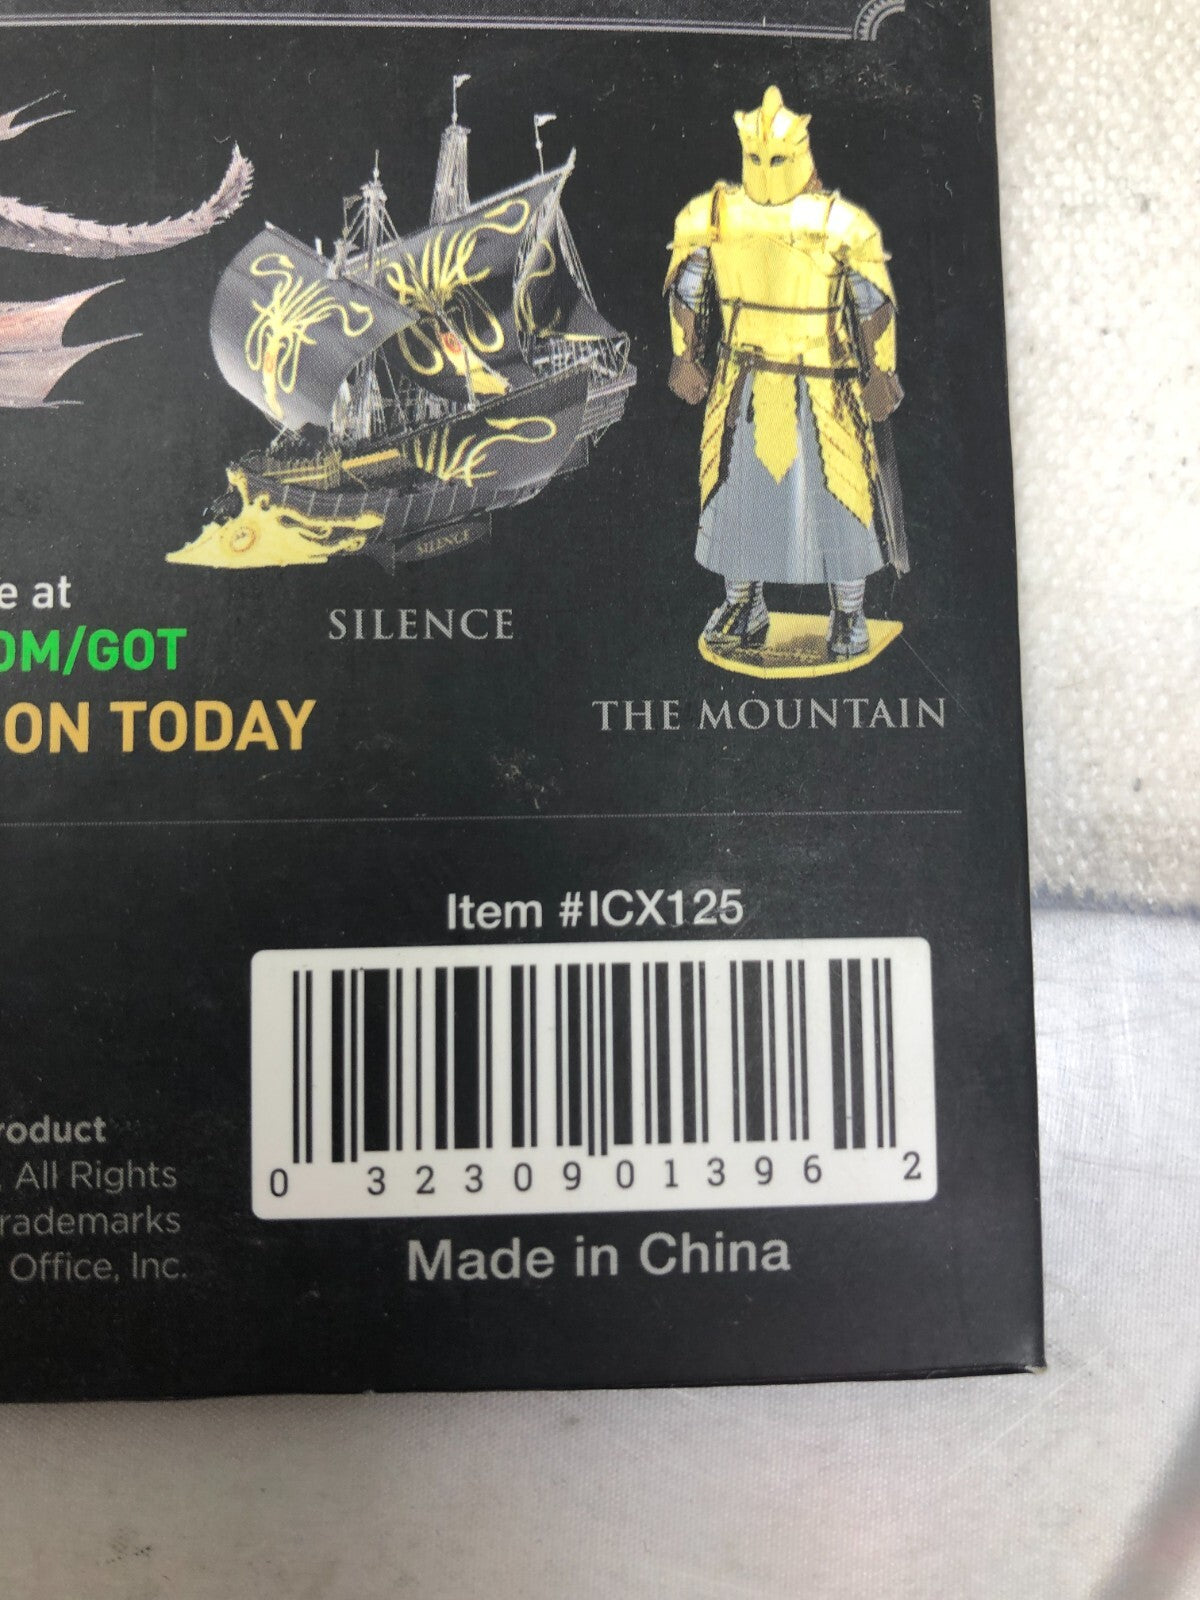 SILENCE
e at
SILENCE
OM/GOT
ON TODAY
THE MOUNTAIN
Item #ICX125
0 32309 01396 2
roduct
. All Rights
rademarks
Office, Inc.
Made in China